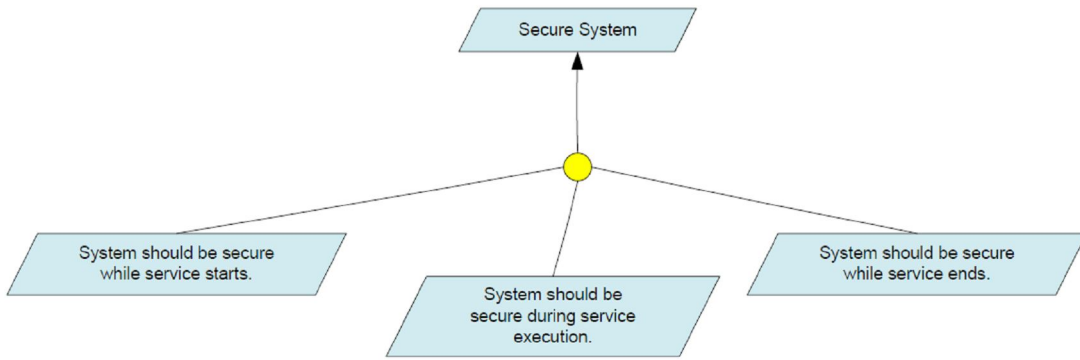 Secure System
System should be secure
while service starts.
System should be
secure during service
execution.
System should be secure
while service ends.